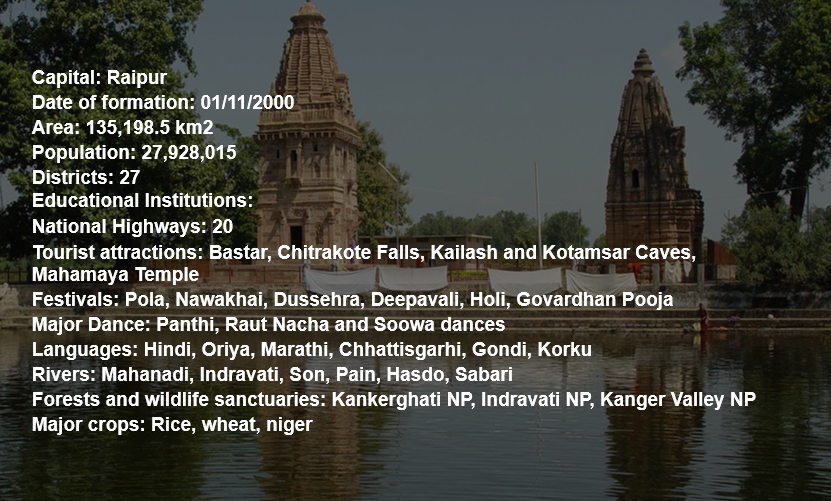 Capital: Raipur
Date of formation: 01/11/2000
Area: 135,198.5 km2
Population: 27,928,015
Districts: 27
Educational Institutions:
National Highways: 20
Tourist attractions: Bastar, Chitrakote Falls, Kailash and Kotamsar Caves,
Mahamaya Temple
Festivals: Pola, Nawakhai, Dussehra, Deepavali, Holi, Govardhan Pooja
Major Dance: Panthi, Raut Nacha and Soowa dances
Languages: Hindi, Oriya, Marathi, Chhattisgarhi, Gondi, Korku
Rivers: Mahanadi, Indravati, Son, Pain, Hasdo, Sabari
Forests and wildlife sanctuaries: Kankerghati NP, Indravati NP, Kanger Valley NP
Major crops: Rice, wheat, niger